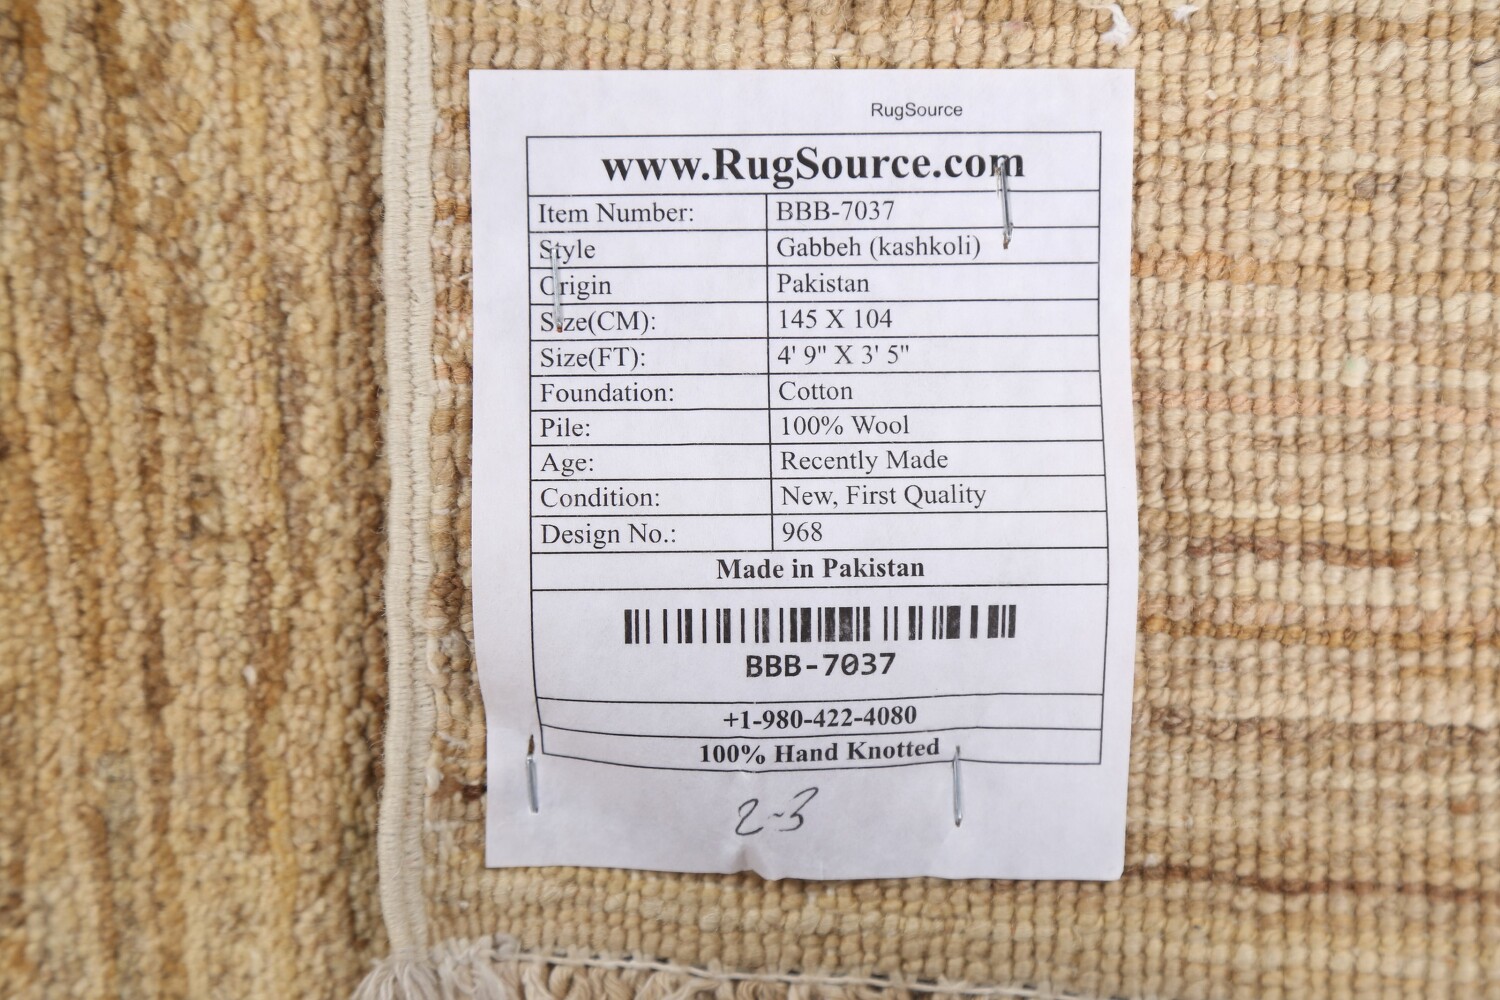 RugSource
www.RugSource.com
Item Number: BBB-7037
Style Gabbeh (kashkoli)
Origin Pakistan
Size(CM): 145 X 104
Size(FT): 4' 9" X 3' 5"
Foundation: Cotton
Pile: 100% Wool
Age: Recently Made
Condition: New, First Quality
Design No.: 968
Made in Pakistan
BBB-7037
+1-980-422-4080
100% Hand Knotted
2-3